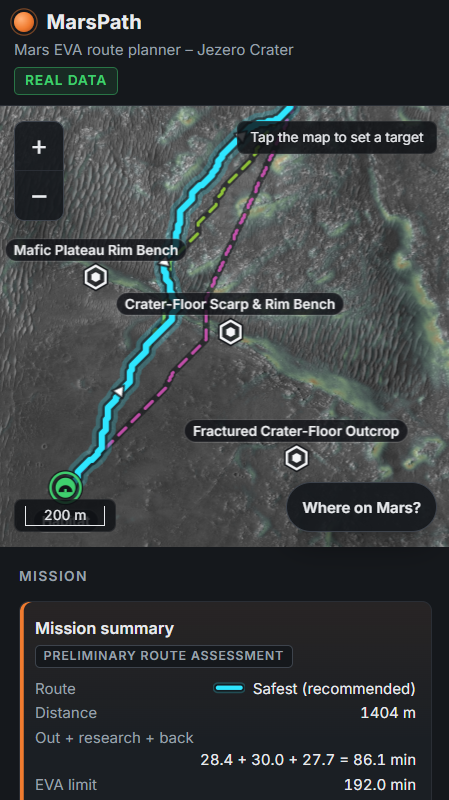 MarsPath
Mars EVA route planner – Jezero Crater
REAL DATA
+
Tap the map to set a target
−
Mafic Plateau Rim Bench
Crater-Floor Scarp & Rim Bench
Fractured Crater-Floor Outcrop
200 m
Where on Mars?
MISSION
Mission summary
PRELIMINARY ROUTE ASSESSMENT
Route Safest (recommended)
Distance 1404 m
Out + research + back
28.4 + 30.0 + 27.7 = 86.1 min
EVA limit 192.0 min